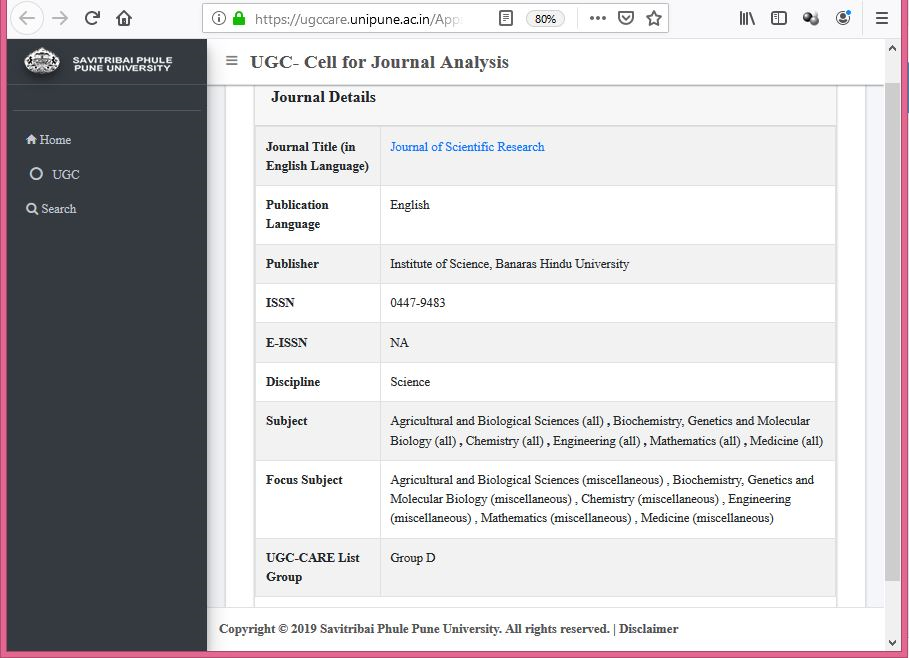 https://ugccare.unipune.ac.in/App
80%
SAVITRIBAI PHULE
PUNE UNIVERSITY
UGC- Cell for Journal Analysis
Home
UGC
Search
Journal Details
Journal Title (in
English Language)
Journal of Scientific Research
Publication
Language
English
Publisher
Institute of Science, Banaras Hindu University
ISSN
0447-9483
E-ISSN
NA
Discipline
Science
Subject
Agricultural and Biological Sciences (all) , Biochemistry, Genetics and Molecular
Biology (all) , Chemistry (all) , Engineering (all) , Mathematics (all) , Medicine (all)
Focus Subject
Agricultural and Biological Sciences (miscellaneous) , Biochemistry, Genetics and
Molecular Biology (miscellaneous) , Chemistry (miscellaneous) , Engineering
(miscellaneous) , Mathematics (miscellaneous) , Medicine (miscellaneous)
UGC-CARE List
Group
Group D
Copyright © 2019 Savitribai Phule Pune University. All rights reserved. | Disclaimer